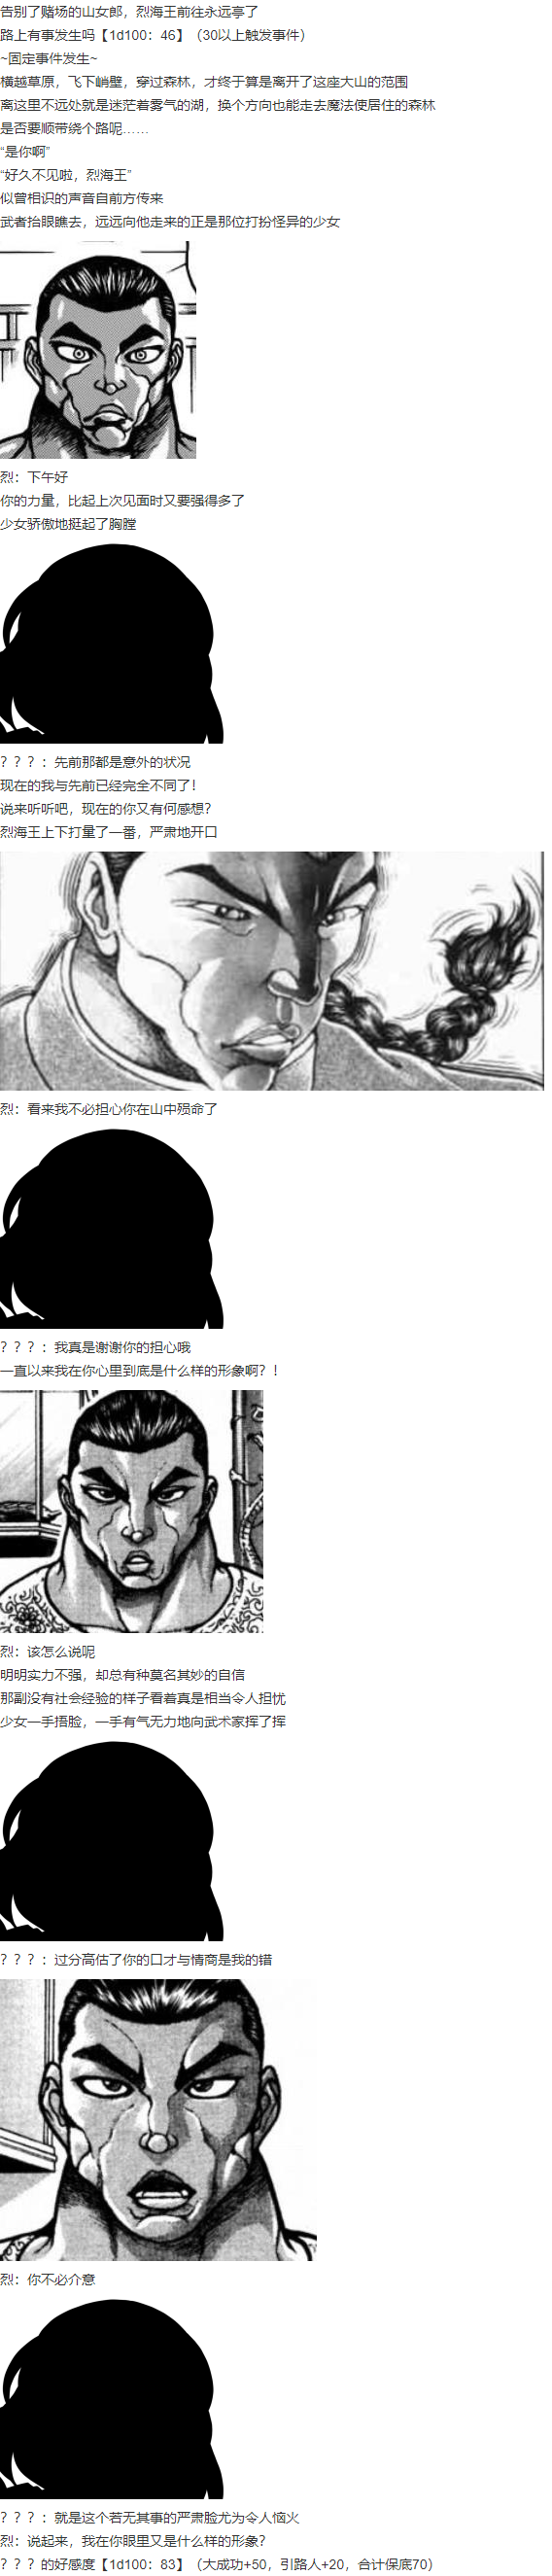 告别了赌场的山女郎，烈海王前往永远亭了
路上有事发生吗【1d100：46】（30以上触发事件）
~固定事件发生~
横越草原，飞下峭壁，穿过森林，才终于算是离开了这座大山的范围
离这里不远处就是迷茫着雾气的湖，换个方向也能走去魔法使居住的森林
是否要顺带绕个路呢……
“是你啊”
“好久不见啦，烈海王”
似曾相识的声音自前方传来
武者抬眼瞧去，远远向他走来的正是那位打扮怪异的少女
烈：下午好
你的力量，比起上次见面时又要强得多了
少女骄傲地挺起了胸膛
？？？：先前那都是意外的状况
现在的我与先前已经完全不同了！
说来听听吧，现在的你又有何感想？
烈海王上下打量了一番，严肃地开口
烈：看来我不必担心你在山中殒命了
？？？：我真是谢谢你的担心哦
一直以来我在你心里到底是什么样的形象啊？！
烈：该怎么说呢
明明实力不强，却总有种莫名其妙的自信
那副没有社会经验的样子看着真是相当令人担忧
少女一手捂脸，一手有气无力地向武术家挥了挥
？？？：过分高估了你的口才与情商是我的错
烈：你不必介意
？？？：就是这个若无其事的严肃脸尤为令人恼火
烈：说起来，我在你眼里又是什么样的形象？
？？？的好感度【1d100：83】（大成功+50，引路人+20，合计保底70）